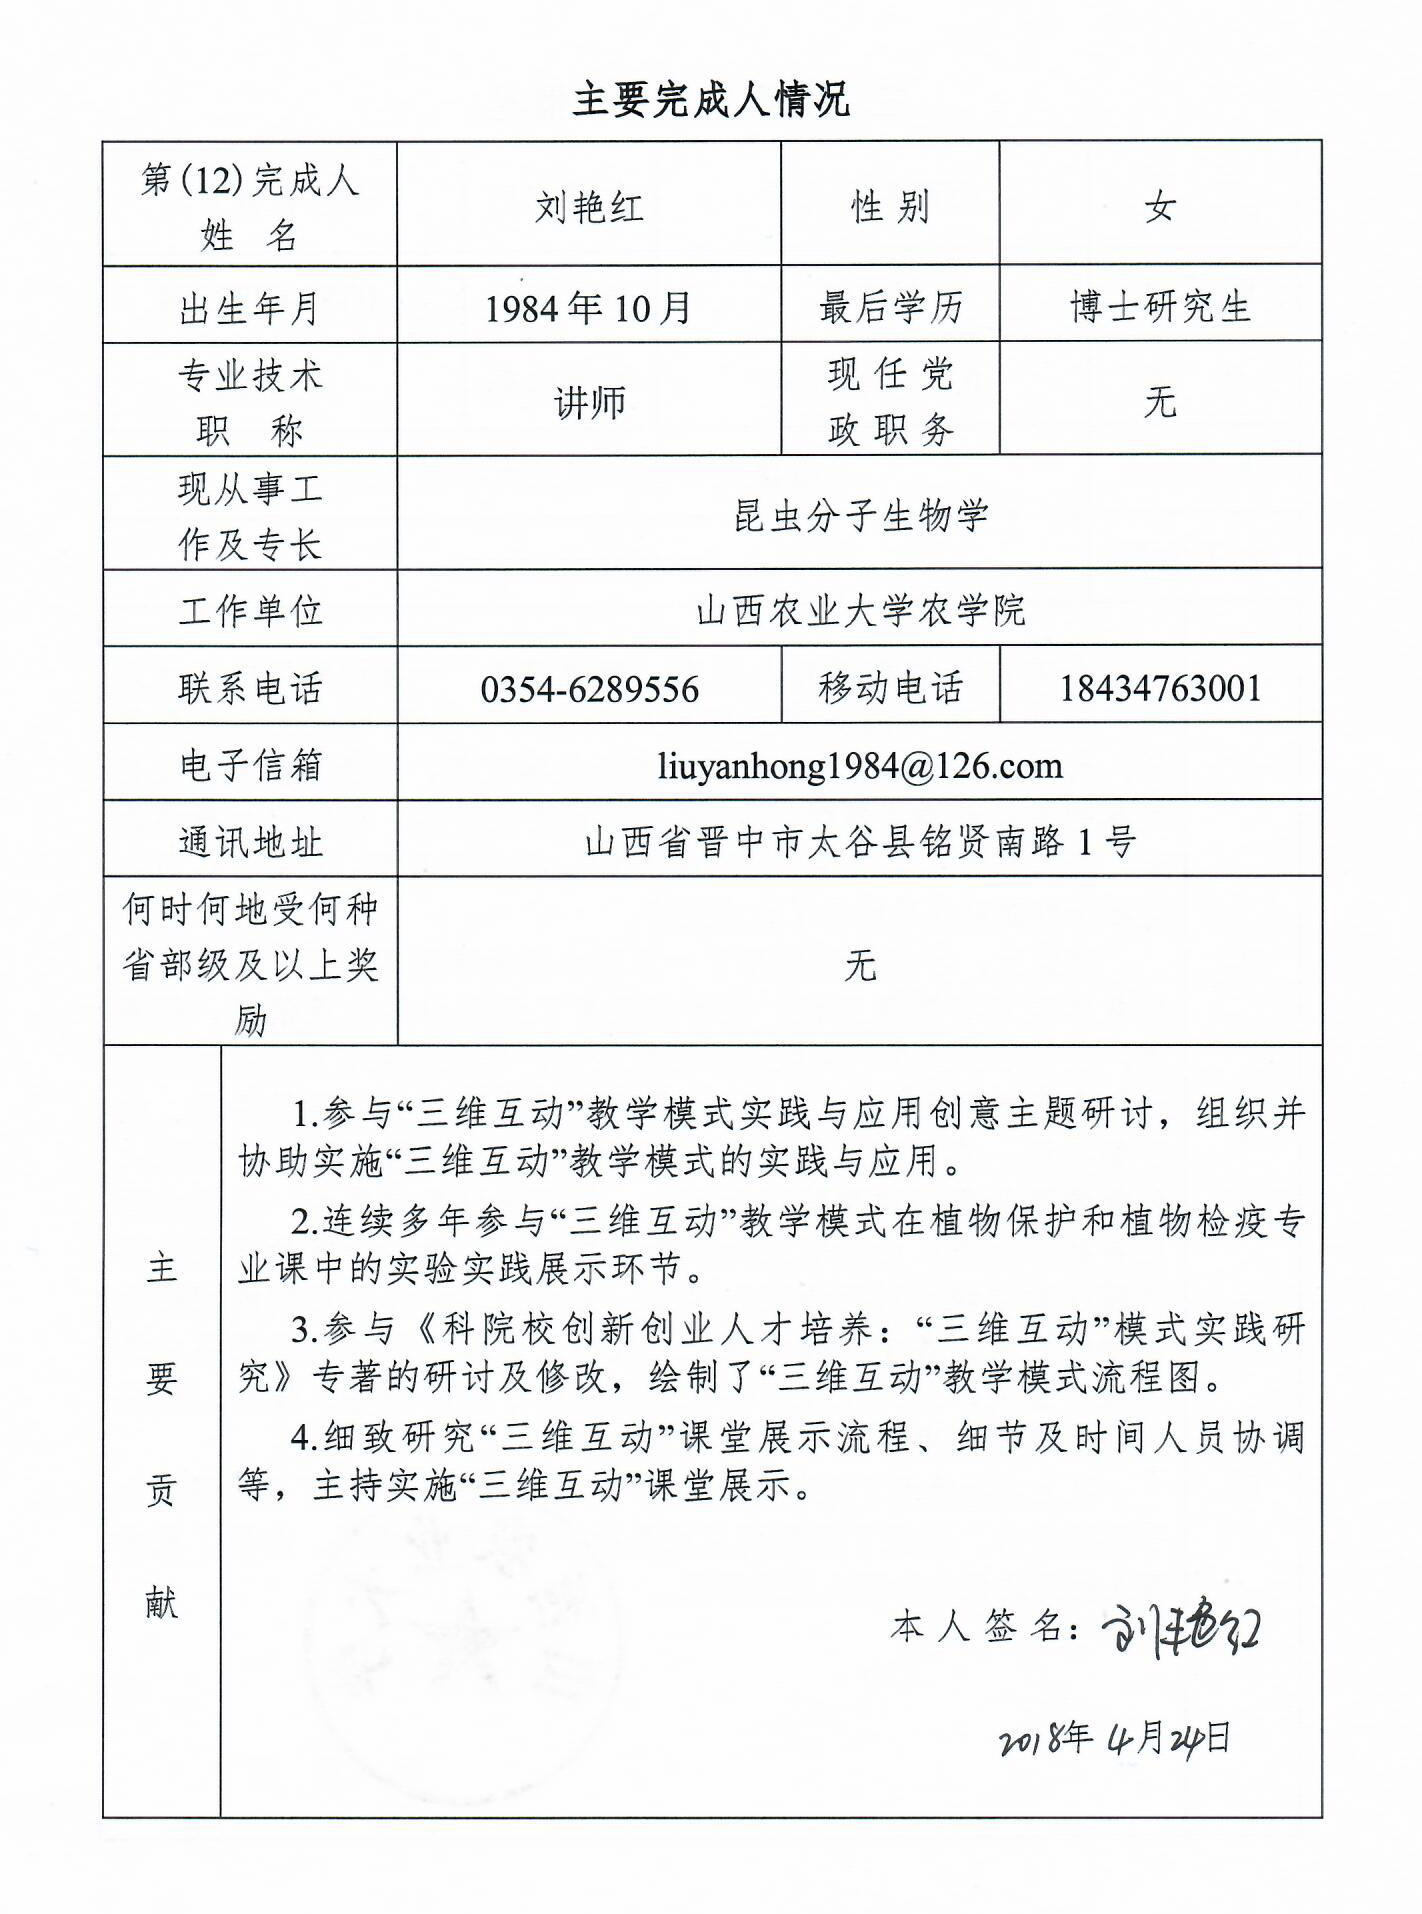 主要完成人情况
第(12)完成人
姓 名
刘艳红
性 别
女
出生年月
1984 年 10 月
最后学历
博士研究生
专业技术
职 称
讲师
现 任 党
政 职 务
无
现从事工
作及专长
昆虫分子生物学
工作单位
山西农业大学农学院
联系电话
0354-6289556
移动电话
18434763001
电子信箱
liuyanhong1984@126.com
通讯地址
山西省晋中市太谷县铭贤南路 1 号
何时何地受何种
省部级及以上奖
励
无
主
要
贡
献
1.参与“三维互动”教学模式实践与应用创意主题研讨，组织并
协助实施“三维互动”教学模式的实践与应用。
2.连续多年参与“三维互动”教学模式在植物保护和植物检疫专
业课中的实验实践展示环节。
3.参与《科院校创新创业人才培养：“三维互动”模式实践研
究》专著的研讨及修改，绘制了“三维互动”教学模式流程图。
4.细致研究“三维互动”课堂展示流程、细节及时间人员协调
等，主持实施“三维互动”课堂展示。
本 人 签 名：刘艳红
2018年 4月24日